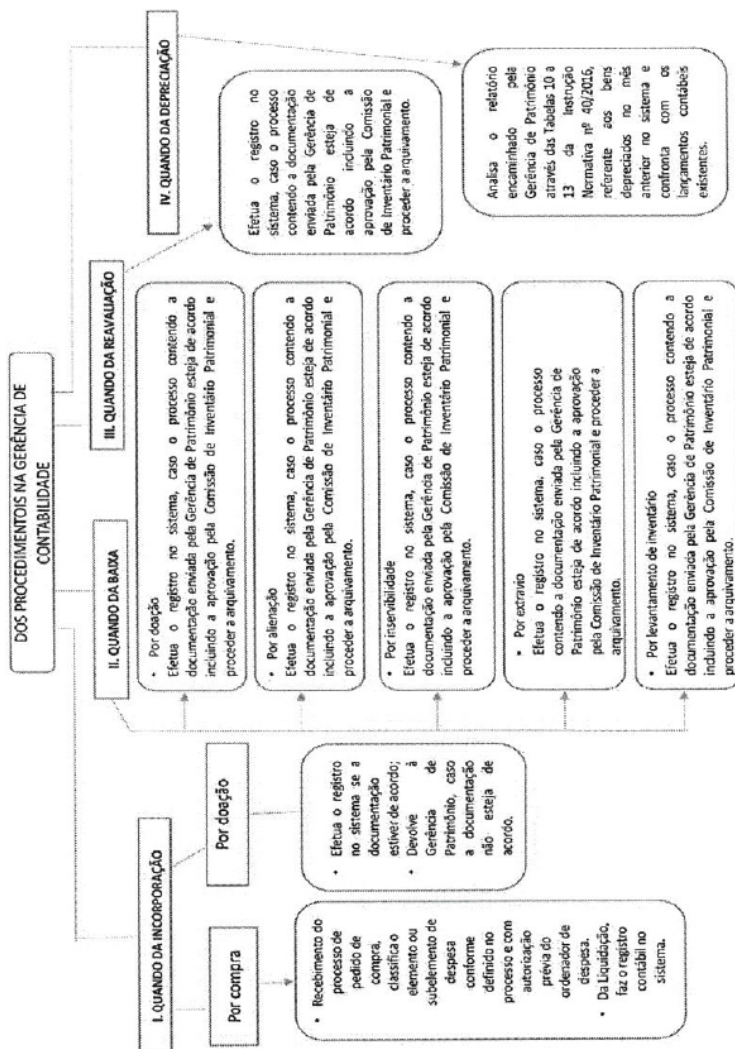 DOS PROCEDIMENTOIS NA GERÊNCIA DE
CONTABILIDADE
I. QUANDO DA INCORPORAÇÃO
Por compra
• Recebimento do
processo de
pedido de
compra,
classifica o
elemento ou
subelemento de
despesa
conforme
definido no
processo e com
autorização
prévia do
ordenador de
despesa.
• Da Liquidação,
faz o registro
contábil no
sistema.
Por doação
• Efetua o registro
no sistema se a
documentação
estiver de acordo;
• Devolve à
Gerência de
Patrimônio, caso
a documentação
não esteja de
acordo.
II. QUANDO DA BAIXA
• Por doação
Efetua o registro no sistema, caso o processo contendo a
documentação enviada pela Gerência de Patrimônio esteja de acordo
incluindo a aprovação pela Comissão de Inventário Patrimonial e
proceder a arquivamento.
• Por alienação
Efetua o registro no sistema, caso o processo contendo a
documentação enviada pela Gerência de Patrimônio esteja de acordo
incluindo a aprovação pela Comissão de Inventário Patrimonial e
proceder a arquivamento.
• Por inservibilidade
Efetua o registro no sistema, caso o processo contendo a
documentação enviada pela Gerência de Patrimônio esteja de acordo
incluindo a aprovação pela Comissão de Inventário Patrimonial e
proceder a arquivamento.
• Por extravio
Efetua o registro no sistema, caso o processo
contendo a documentação enviada pela Gerência de
Patrimônio esteja de acordo incluindo a aprovação
pela Comissão de Inventário Patrimonial e proceder a
arquivamento.
• Por levantamento de inventário
Efetua o registro no sistema, caso o processo contendo a
documentação enviada pela Gerência de Patrimônio esteja de acordo
incluindo a aprovação pela Comissão de Inventário Patrimonial e
proceder a arquivamento.
III. QUANDO DA REAVALIAÇÃO
Efetua o registro no
sistema, caso o processo
contendo a documentação
enviada pela Gerência de
Patrimônio esteja de
acordo incluindo a
aprovação pela Comissão
de Inventário Patrimonial e
proceder a arquivamento.
IV. QUANDO DA DEPRECIAÇÃO
Analisa o relatório
encaminhado pela
Gerência de Patrimônio
através das Tabelas 10 a
13 da Instrução
Normativa nº 40/2016,
referente aos bens
depreciados no mês
anterior no sistema e
confronta com os
lançamentos contábeis
existentes.